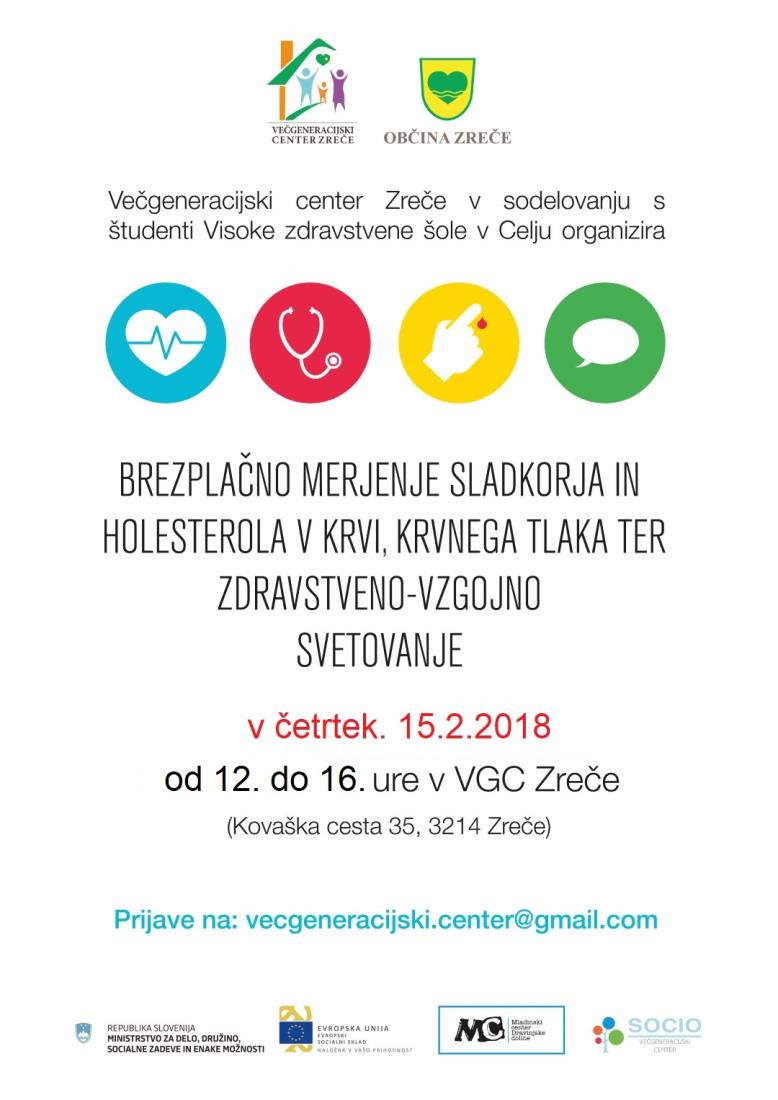 VEČGENERACIJSKI
CENTER ZREČE
OBČINA ZREČE
Večgeneracijski center Zreče v sodelovanju s
študenti Visoke zdravstvene šole v Celju organizira
BREZPLAČNO MERJENJE SLADKORJA IN
HOLESTEROLA V KRVI, KRVNEGA TLAKA TER
ZDRAVSTVENO-VZGOJNO
SVETOVANJE
v četrtek. 15.2.2018
od 12. do 16. ure v VGC Zreče
(Kovaška cesta 35, 3214 Zreče)
Prijave na: vecgeneracijski.center@gmail.com
REPUBLIKA SLOVENIJA
MINISTRSTVO ZA DELO, DRUŽINO,
SOCIALNE ZADEVE IN ENAKE MOŽNOSTI
EVROPSKA UNIJA
EVROPSKI
SOCIALNI SKLAD
NALOŽBA V VAŠO PRIHODNOST
MC
Mladinski
center
Dravinjske
doline
SOCIO
VEČGENERACIJSKI
CENTER